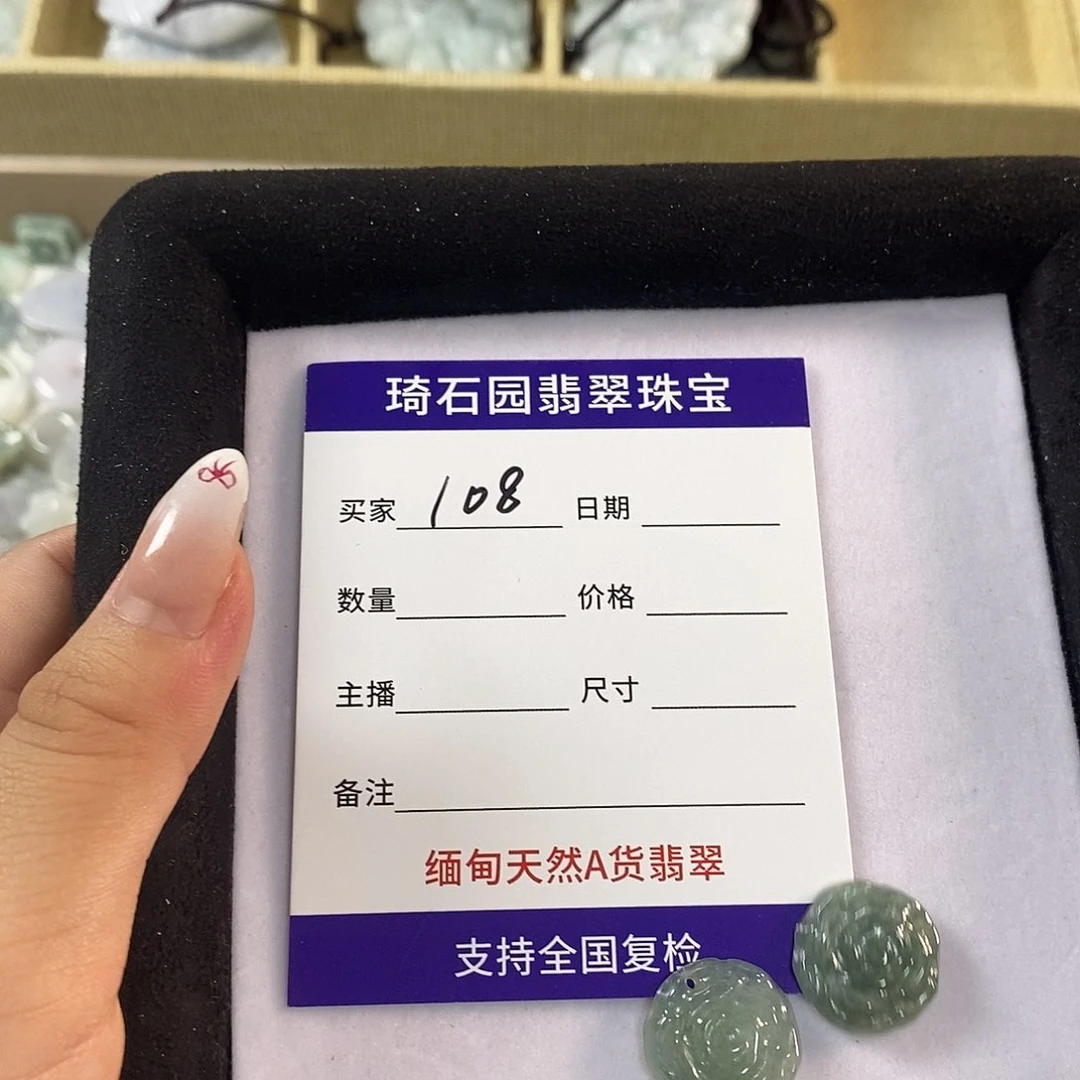 琦石园翡翠珠宝
买家 108 日期
数量 价格
主播 尺寸
备注
缅甸天然A货翡翠
支持全国复检